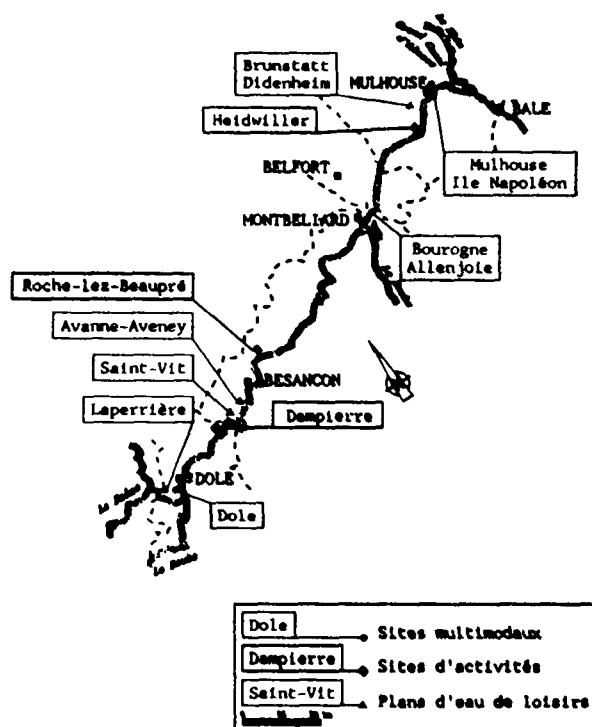 Brunstatt
Didenheim
MULHOUSE
BALE
Heidwiller
Mulhouse
Ile Napoléon
BELFORT
MONTBELIARD
Bourogne
Allenjoie
Roche-lez-Beaupré
Avanne-Aveney
Saint-Vit
BESANCON
Laperrière
Dampierre
DOLE
Dole
Dole
Sites multimodaux
Dampierre
Sites d'activités
Saint-Vit
Plans d'eau de loisirs